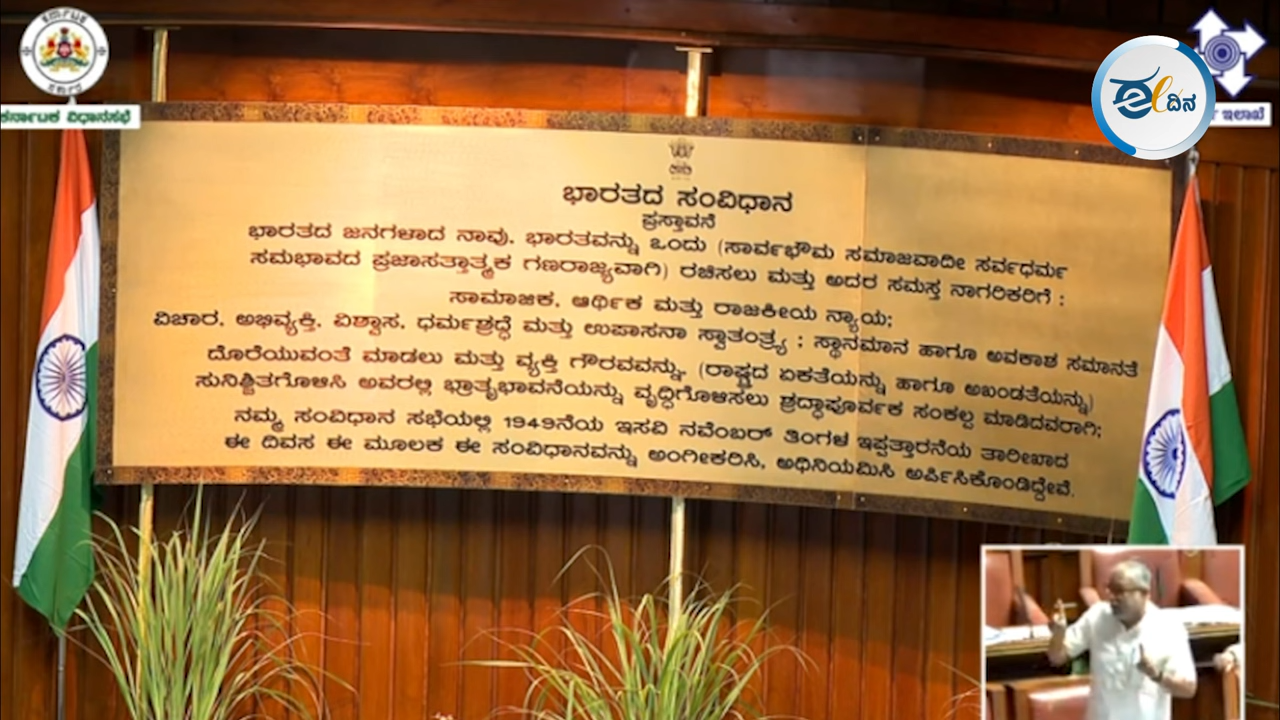 ಕರ್ನಾಟಕ
ಕರ್ನಾಟಕ ವಿಧಾನಸಭೆ
ಈ ದಿನ
ಇಲಾಖೆ
ಭಾರತದ ಸಂವಿಧಾನ
ಪ್ರಸ್ತಾವನೆ
ಭಾರತದ ಜನಗಳಾದ ನಾವು, ಭಾರತವನ್ನು ಒಂದು (ಸಾರ್ವಭೌಮ ಸಮಾಜವಾದೀ ಸರ್ವಧರ್ಮ
ಸಮಭಾವದ ಪ್ರಜಾಸತ್ತಾತ್ಮಕ ಗಣರಾಜ್ಯವಾಗಿ) ರಚಿಸಲು ಮತ್ತು ಅದರ ಸಮಸ್ತ ನಾಗರಿಕರಿಗೆ :
ಸಾಮಾಜಿಕ, ಆರ್ಥಿಕ ಮತ್ತು ರಾಜಕೀಯ ನ್ಯಾಯ;
ವಿಚಾರ, ಅಭಿವ್ಯಕ್ತಿ, ವಿಶ್ವಾಸ, ಧರ್ಮಶ್ರದ್ಧೆ ಮತ್ತು ಉಪಾಸನಾ ಸ್ವಾತಂತ್ರ್ಯ ; ಸ್ಥಾನಮಾನ ಹಾಗೂ ಅವಕಾಶ ಸಮಾನತೆ
ದೊರೆಯುವಂತೆ ಮಾಡಲು ಮತ್ತು ವ್ಯಕ್ತಿ ಗೌರವವನ್ನು, (ರಾಷ್ಟ್ರದ ಏಕತೆಯನ್ನು ಹಾಗೂ ಅಖಂಡತೆಯನ್ನು)
ಸುನಿಶ್ಚಿತಗೊಳಿಸಿ ಅವರಲ್ಲಿ ಭ್ರಾತೃಭಾವನೆಯನ್ನು ವೃದ್ಧಿಗೊಳಿಸಲು ಶ್ರದ್ಧಾಪೂರ್ವಕ ಸಂಕಲ್ಪ ಮಾಡಿದವರಾಗಿ;
ನಮ್ಮ ಸಂವಿಧಾನ ಸಭೆಯಲ್ಲಿ 1949ನೆಯ ಇಸವಿ ನವೆಂಬರ್ ತಿಂಗಳ ಇಪ್ಪತ್ತಾರನೆಯ ತಾರೀಖಾದ
ಈ ದಿವಸ ಈ ಮೂಲಕ ಈ ಸಂವಿಧಾನವನ್ನು ಅಂಗೀಕರಿಸಿ, ಅಧಿನಿಯಮಿಸಿ ಅರ್ಪಿಸಿಕೊಂಡಿದ್ದೇವೆ.